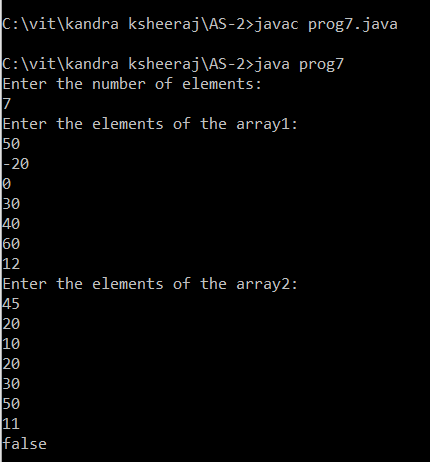 C:\vit\kandra ksheeraj\AS-2>javac prog7.java
C:\vit\kandra ksheeraj\AS-2>java prog7
Enter the number of elements:
7
Enter the elements of the array1:
50
-20
0
30
40
60
12
Enter the elements of the array2:
45
20
10
20
30
50
11
false